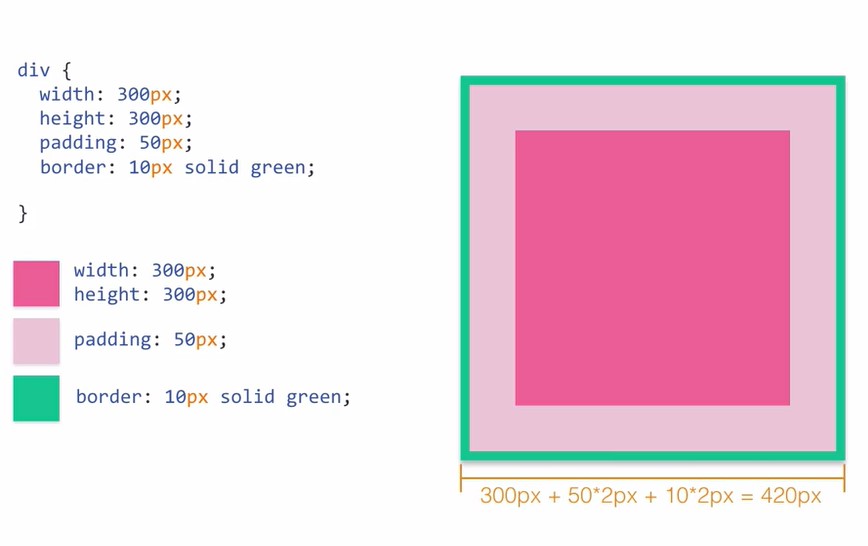 div {
  width: 300px;
  height: 300px;
  padding: 50px;
  border: 10px solid green;
}
width: 300px;
height: 300px;
padding: 50px;
border: 10px solid green;
300px + 50*2px + 10*2px = 420px